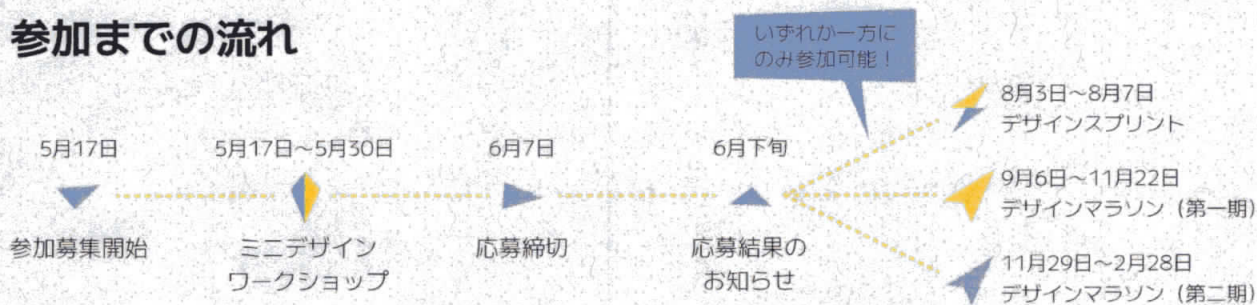 参加までの流れ
いずれか一方に
のみ参加可能！
5月17日
参加募集開始
5月17日～5月30日
ミニデザイン
ワークショップ
6月7日
応募締切
6月下旬
応募結果の
お知らせ
8月3日～8月7日
デザインスプリント
9月6日～11月22日
デザインマラソン（第一期）
11月29日～2月28日
デザインマラソン（第二期）